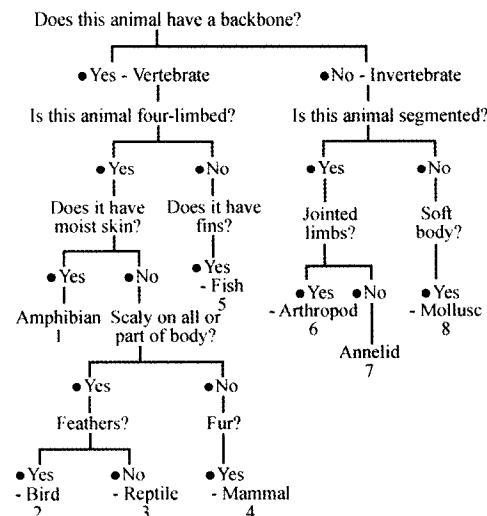 Does this animal have a backbone?
● Yes - Vertebrate ● No - Invertebrate
Is this animal four-limbed? Is this animal segmented?
● Yes ● No ● Yes ● No
Does it have Does it have Jointed Soft
moist skin? fins? limbs? body?
● Yes ● No ● Yes ● Yes ● No ● Yes
- Fish - Arthropod - Mollusc
5 6 8
Amphibian Scaly on all or Annelid
1 part of body? 7
● Yes ● No
Feathers? Fur?
● Yes ● No ● Yes
- Bird - Reptile - Mammal
2 3 4